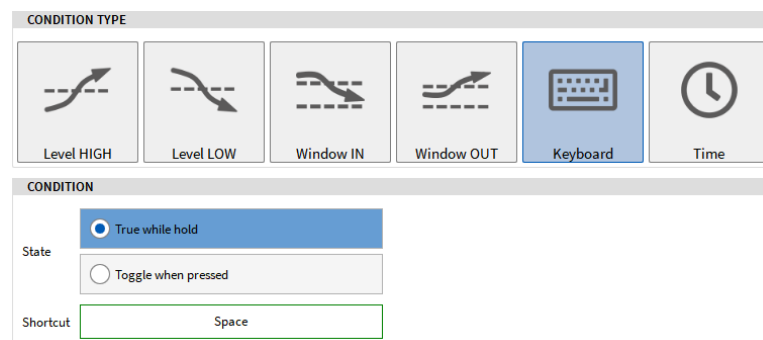 CONDITION TYPE
Level HIGH Level LOW Window IN Window OUT Keyboard Time
CONDITION
State
True while hold
Toggle when pressed
Shortcut Space